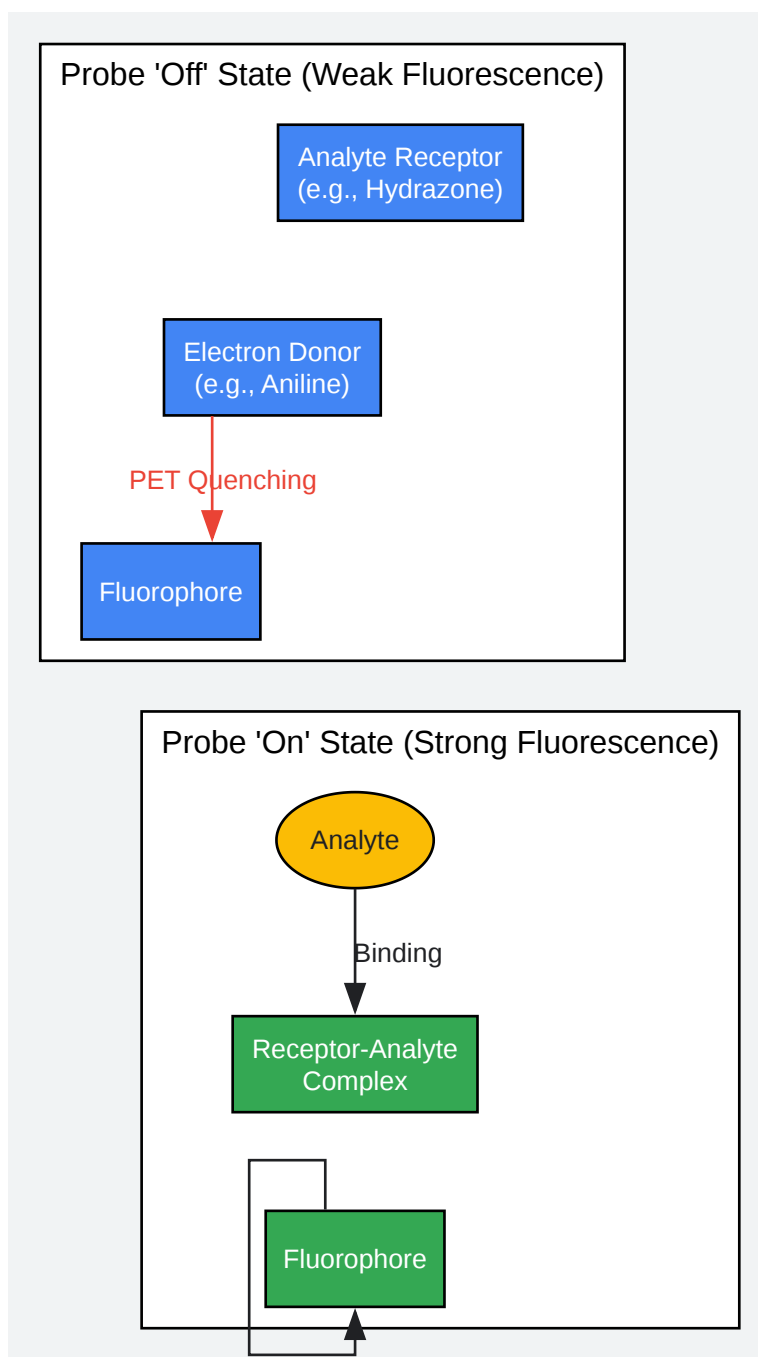 Probe 'Off' State (Weak Fluorescence)
Analyte Receptor
(e.g., Hydrazone)
Electron Donor
(e.g., Aniline)
PET Quenching
Fluorophore
Probe 'On' State (Strong Fluorescence)
Analyte
Binding
Receptor-Analyte
Complex
Fluorophore